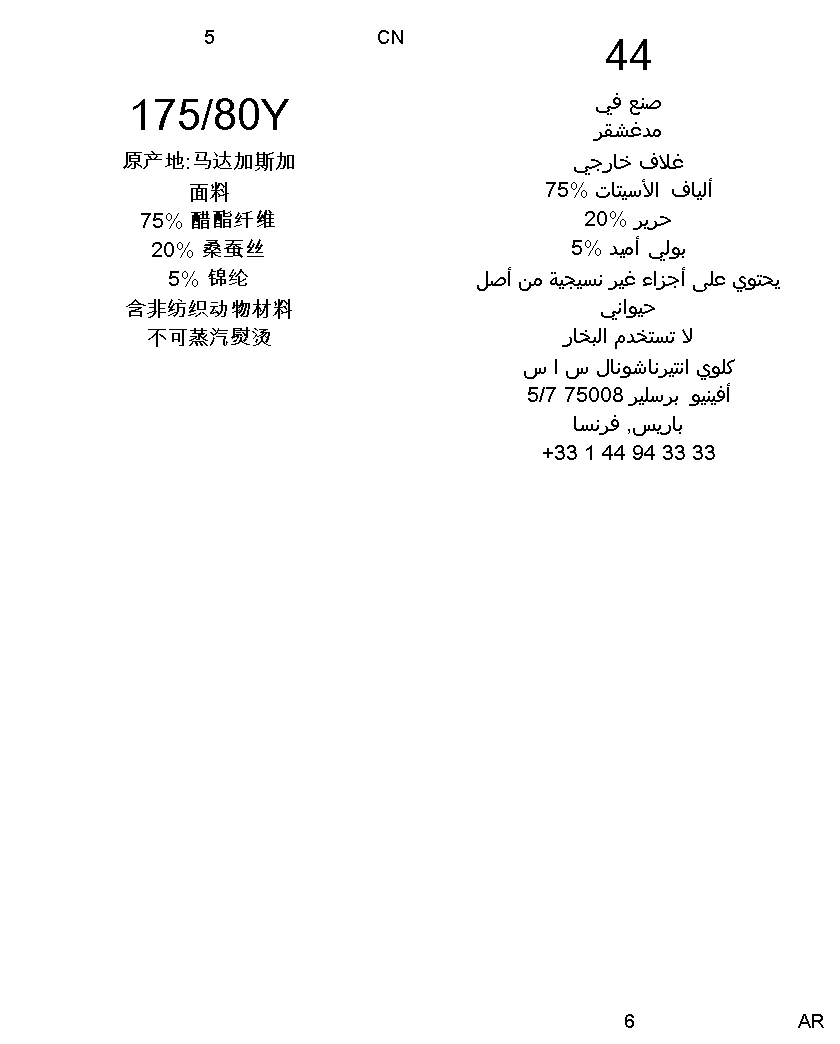 5 CN
175/80Y
原产地:马达加斯加
面料
75% 醋酯纤维
20% 桑蚕丝
5% 锦纶
含非纺织动物材料
不可蒸汽熨烫
44
صنع في
مدغشقر
غلاف خارجي
ألياف الأسيتات 75%
حرير 20%
بولي أميد 5%
يحتوي على أجزاء غير نسيجية من أصل
حيواني
لا تستخدم البخار
كلوي انتيرناشونال س ا س
أفينيو برسلير 75008 5/7
باريس, فرنسا
+33 1 44 94 33 33
6 AR